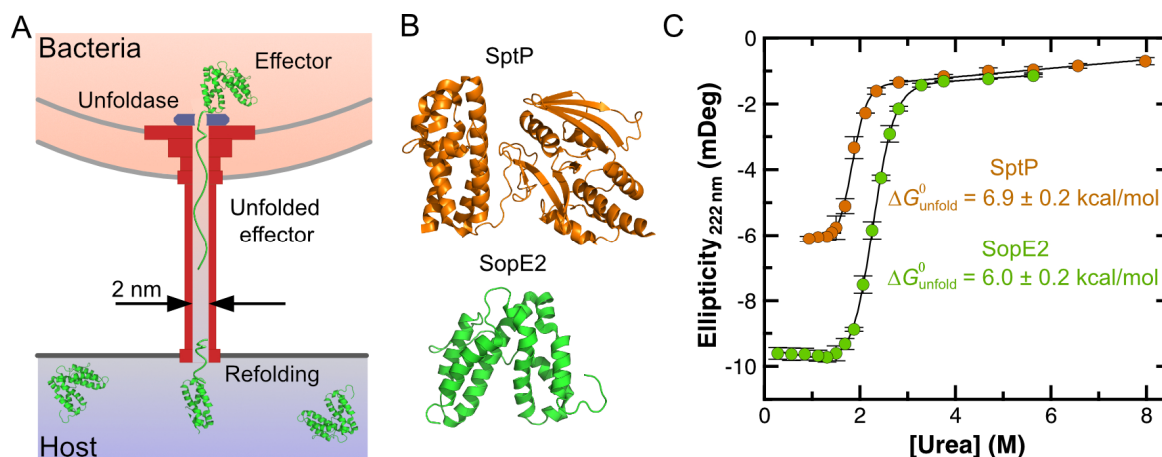 A
Bacteria
Effector
Unfoldase
Unfolded
effector
2 nm
Refolding
Host
B
SptP
SopE2
C
Ellipticity222 nm (mDeg)
0
-2
-4
-6
-8
-10
SptP
ΔG0unfold = 6.9 ± 0.2 kcal/mol
SopE2
ΔG0unfold = 6.0 ± 0.2 kcal/mol
0 2 4 6 8
[Urea] (M)